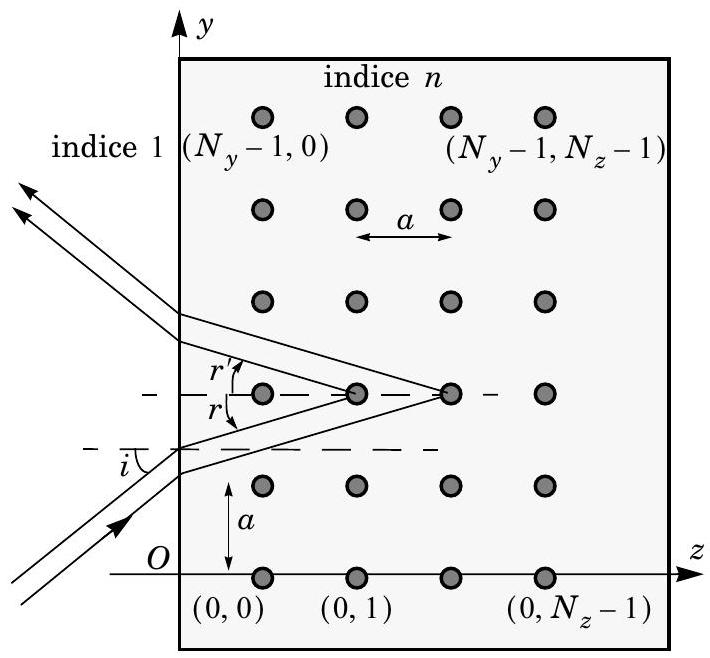 y
indice n
indice 1
(N_y − 1, 0)
(N_y − 1, N_z − 1)
a
r'
r
i
a
O
z
(0, 0)
(0, 1)
(0, N_z − 1)